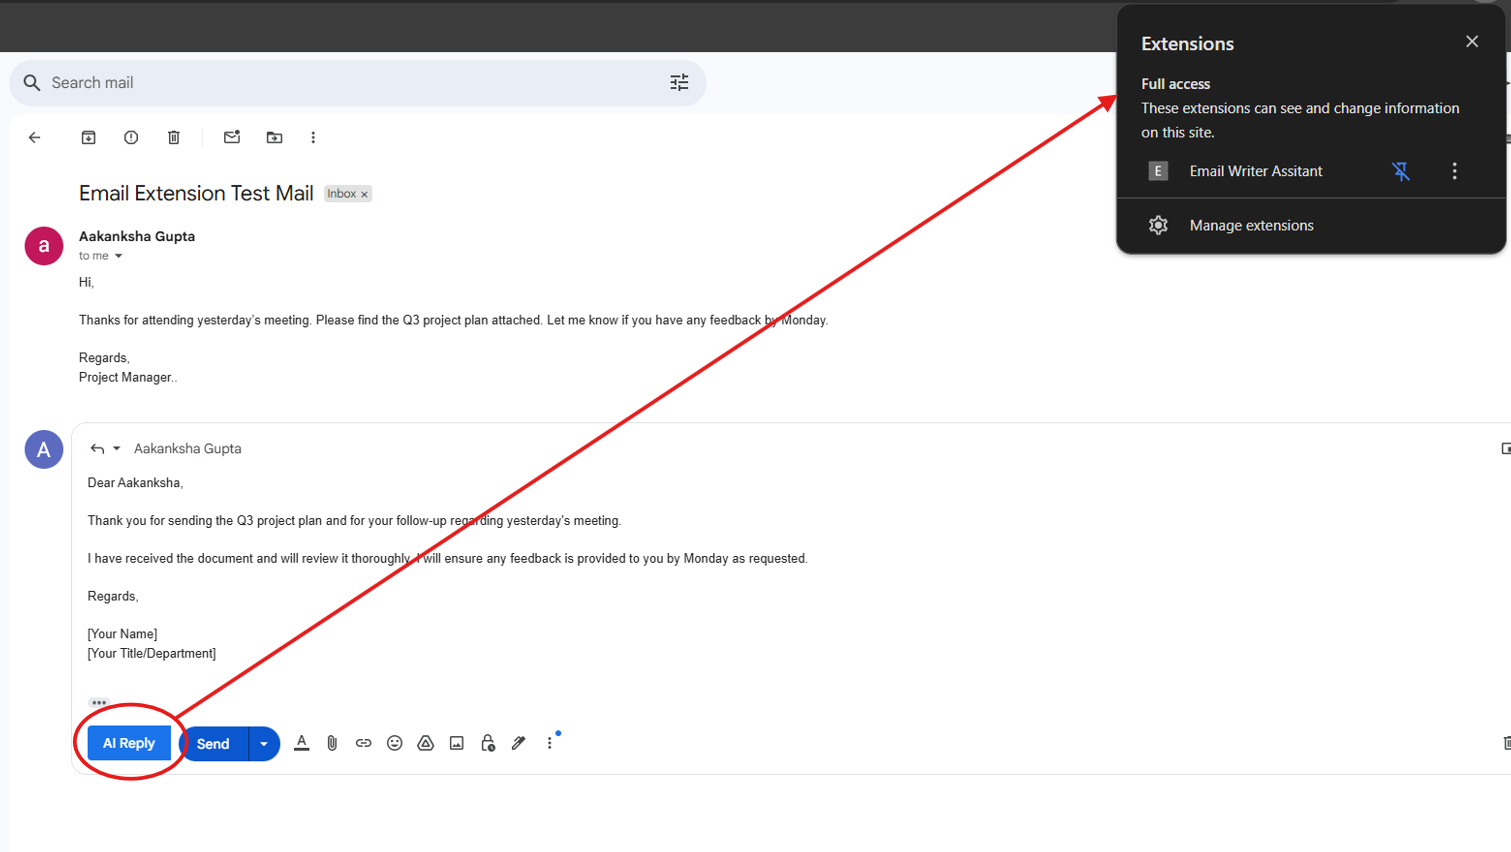 Extensions
Full access
These extensions can see and change information
on this site.
E Email Writer Assitant
Manage extensions
Search mail
Email Extension Test Mail Inbox ×
a Aakanksha Gupta
to me
Hi,
Thanks for attending yesterday's meeting. Please find the Q3 project plan attached. Let me know if you have any feedback by Monday.
Regards,
Project Manager..
A Aakanksha Gupta
Dear Aakanksha,
Thank you for sending the Q3 project plan and for your follow-up regarding yesterday's meeting.
I have received the document and will review it thoroughly. I will ensure any feedback is provided to you by Monday as requested.
Regards,
[Your Name]
[Your Title/Department]
AI Reply Send